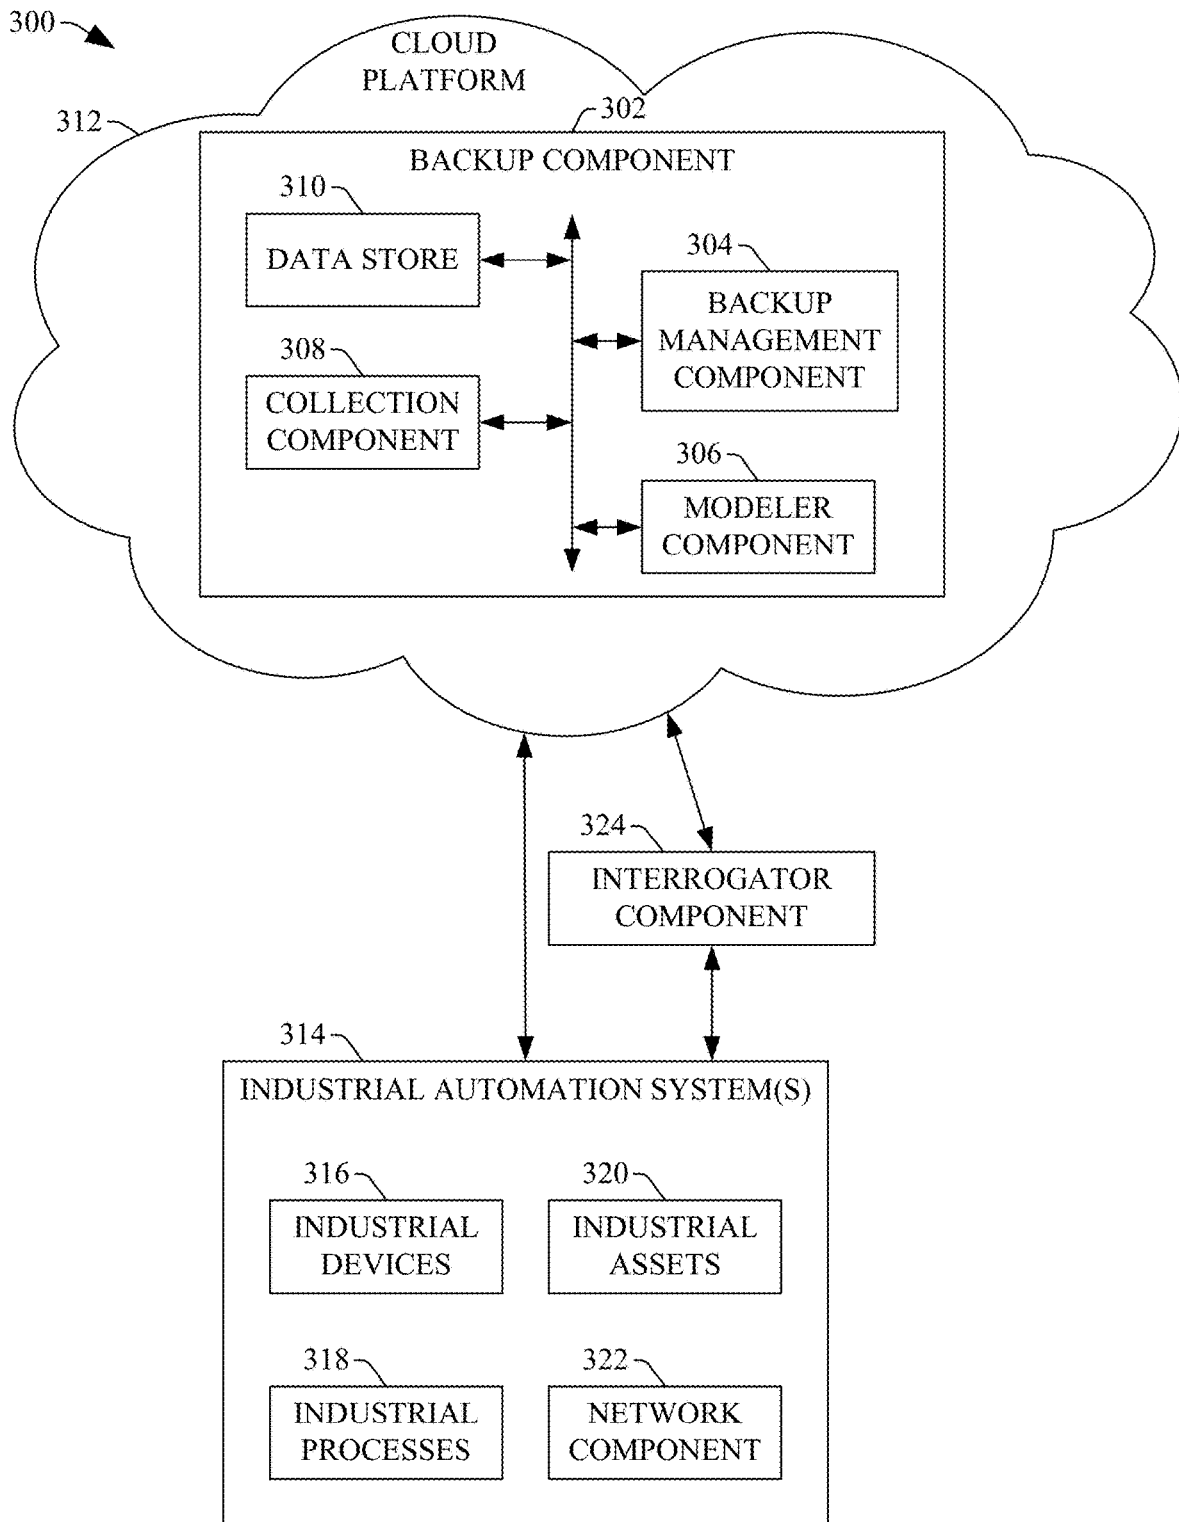 300
CLOUD
PLATFORM
312
302
BACKUP COMPONENT
310
DATA STORE
304
BACKUP
MANAGEMENT
COMPONENT
308
COLLECTION
COMPONENT
306
MODELER
COMPONENT
324
INTERROGATOR
COMPONENT
314
INDUSTRIAL AUTOMATION SYSTEM(S)
316
INDUSTRIAL
DEVICES
320
INDUSTRIAL
ASSETS
318
INDUSTRIAL
PROCESSES
322
NETWORK
COMPONENT